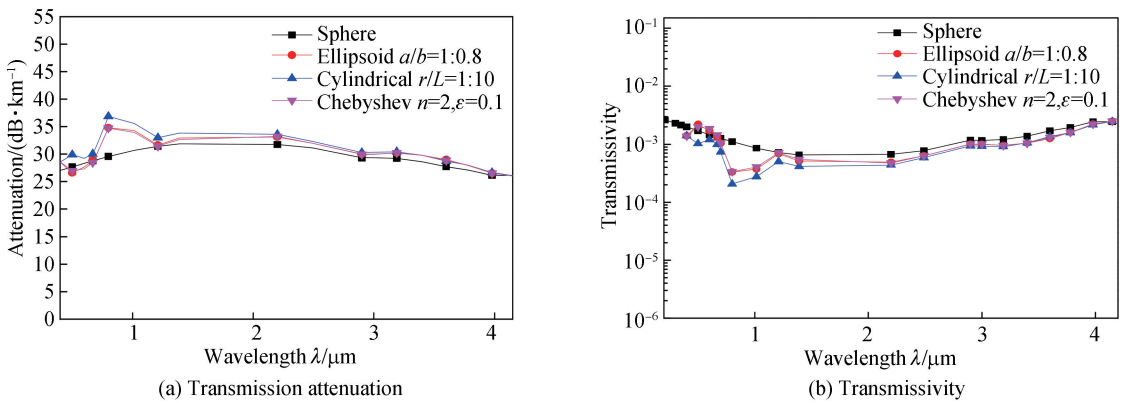 55
50
45
40
35
30
25
20
15
10
5
0
Attenuation/(dB·km⁻¹)
Sphere
Ellipsoid a/b=1:0.8
Cylindrical r/L=1:10
Chebyshev n=2,ε=0.1
1 2 3 4
Wavelength λ/μm
(a) Transmission attenuation
10⁻¹
10⁻²
10⁻³
10⁻⁴
10⁻⁵
10⁻⁶
Transmissivity
Sphere
Ellipsoid a/b=1:0.8
Cylindrical r/L=1:10
Chebyshev n=2,ε=0.1
1 2 3 4
Wavelength λ/μm
(b) Transmissivity